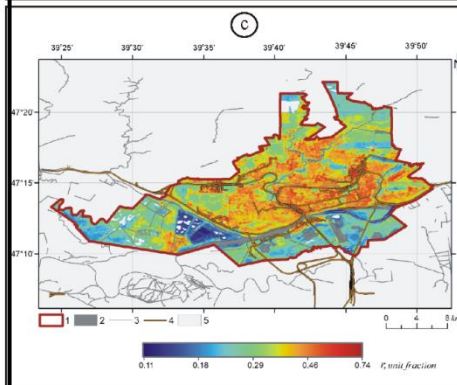 C
39°25' 39°30' 39°35' 39°40' 39°45' 39°50'
N
47°20'
47°15'
47°10'
1 2 3 4 5
0 4 8 k
0.11 0.18 0.29 0.46 0.74 r, unit fraction